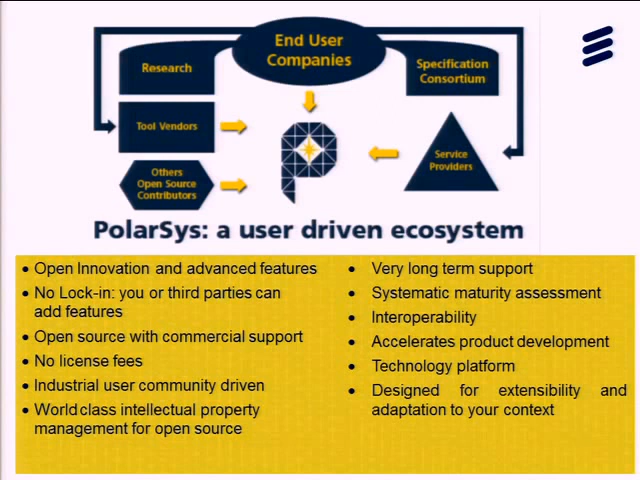 End User
Companies
Research
Specification
Consortium
Tool Vendors
Service
Providers
Others
Open Source
Contributors
PolarSys: a user driven ecosystem
• Open Innovation and advanced features
• No Lock-in: you or third parties can
add features
• Open source with commercial support
• No license fees
• Industrial user community driven
• World class intellectual property
management for open source
• Very long term support
• Systematic maturity assessment
• Interoperability
• Accelerates product development
• Technology platform
• Designed for extensibility and
adaptation to your context